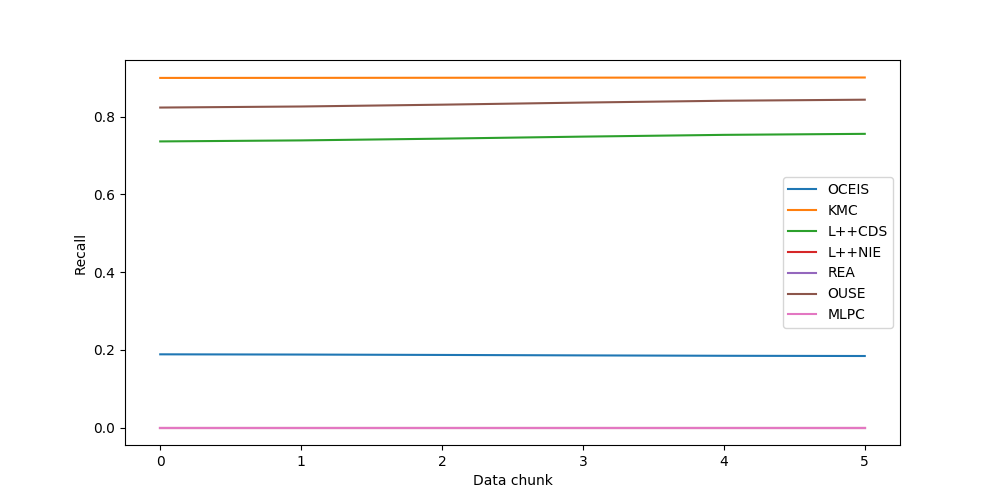 0.8
0.6
0.4
0.2
0.0
Recall
0 1 2 3 4 5
Data chunk
OCEIS
KMC
L++CDS
L++NIE
REA
OUSE
MLPC